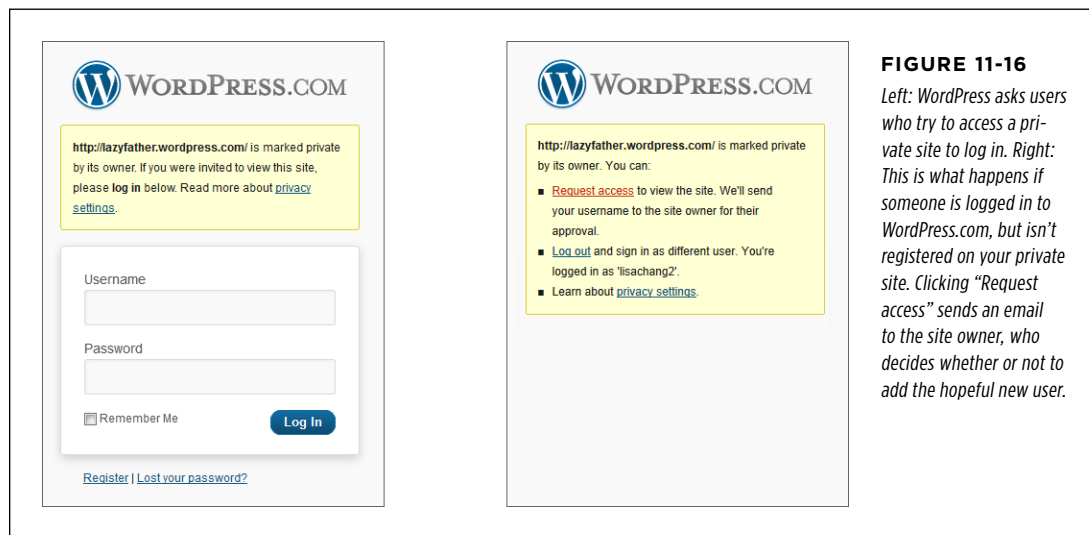 WORDPRESS.COM
http://lazyfather.wordpress.com/ is marked private
by its owner. If you were invited to view this site,
please log in below. Read more about privacy
settings.
Username
Password
Remember Me
Log In
Register | Lost your password?
WORDPRESS.COM
http://lazyfather.wordpress.com/ is marked private
by its owner. You can:
■ Request access to view the site. We'll send
your username to the site owner for their
approval.
■ Log out and sign in as different user. You're
logged in as 'lisachang2'.
■ Learn about privacy settings.
FIGURE 11-16
Left: WordPress asks users
who try to access a pri-
vate site to log in. Right:
This is what happens if
someone is logged in to
WordPress.com, but isn’t
registered on your private
site. Clicking “Request
access” sends an email
to the site owner, who
decides whether or not to
add the hopeful new user.